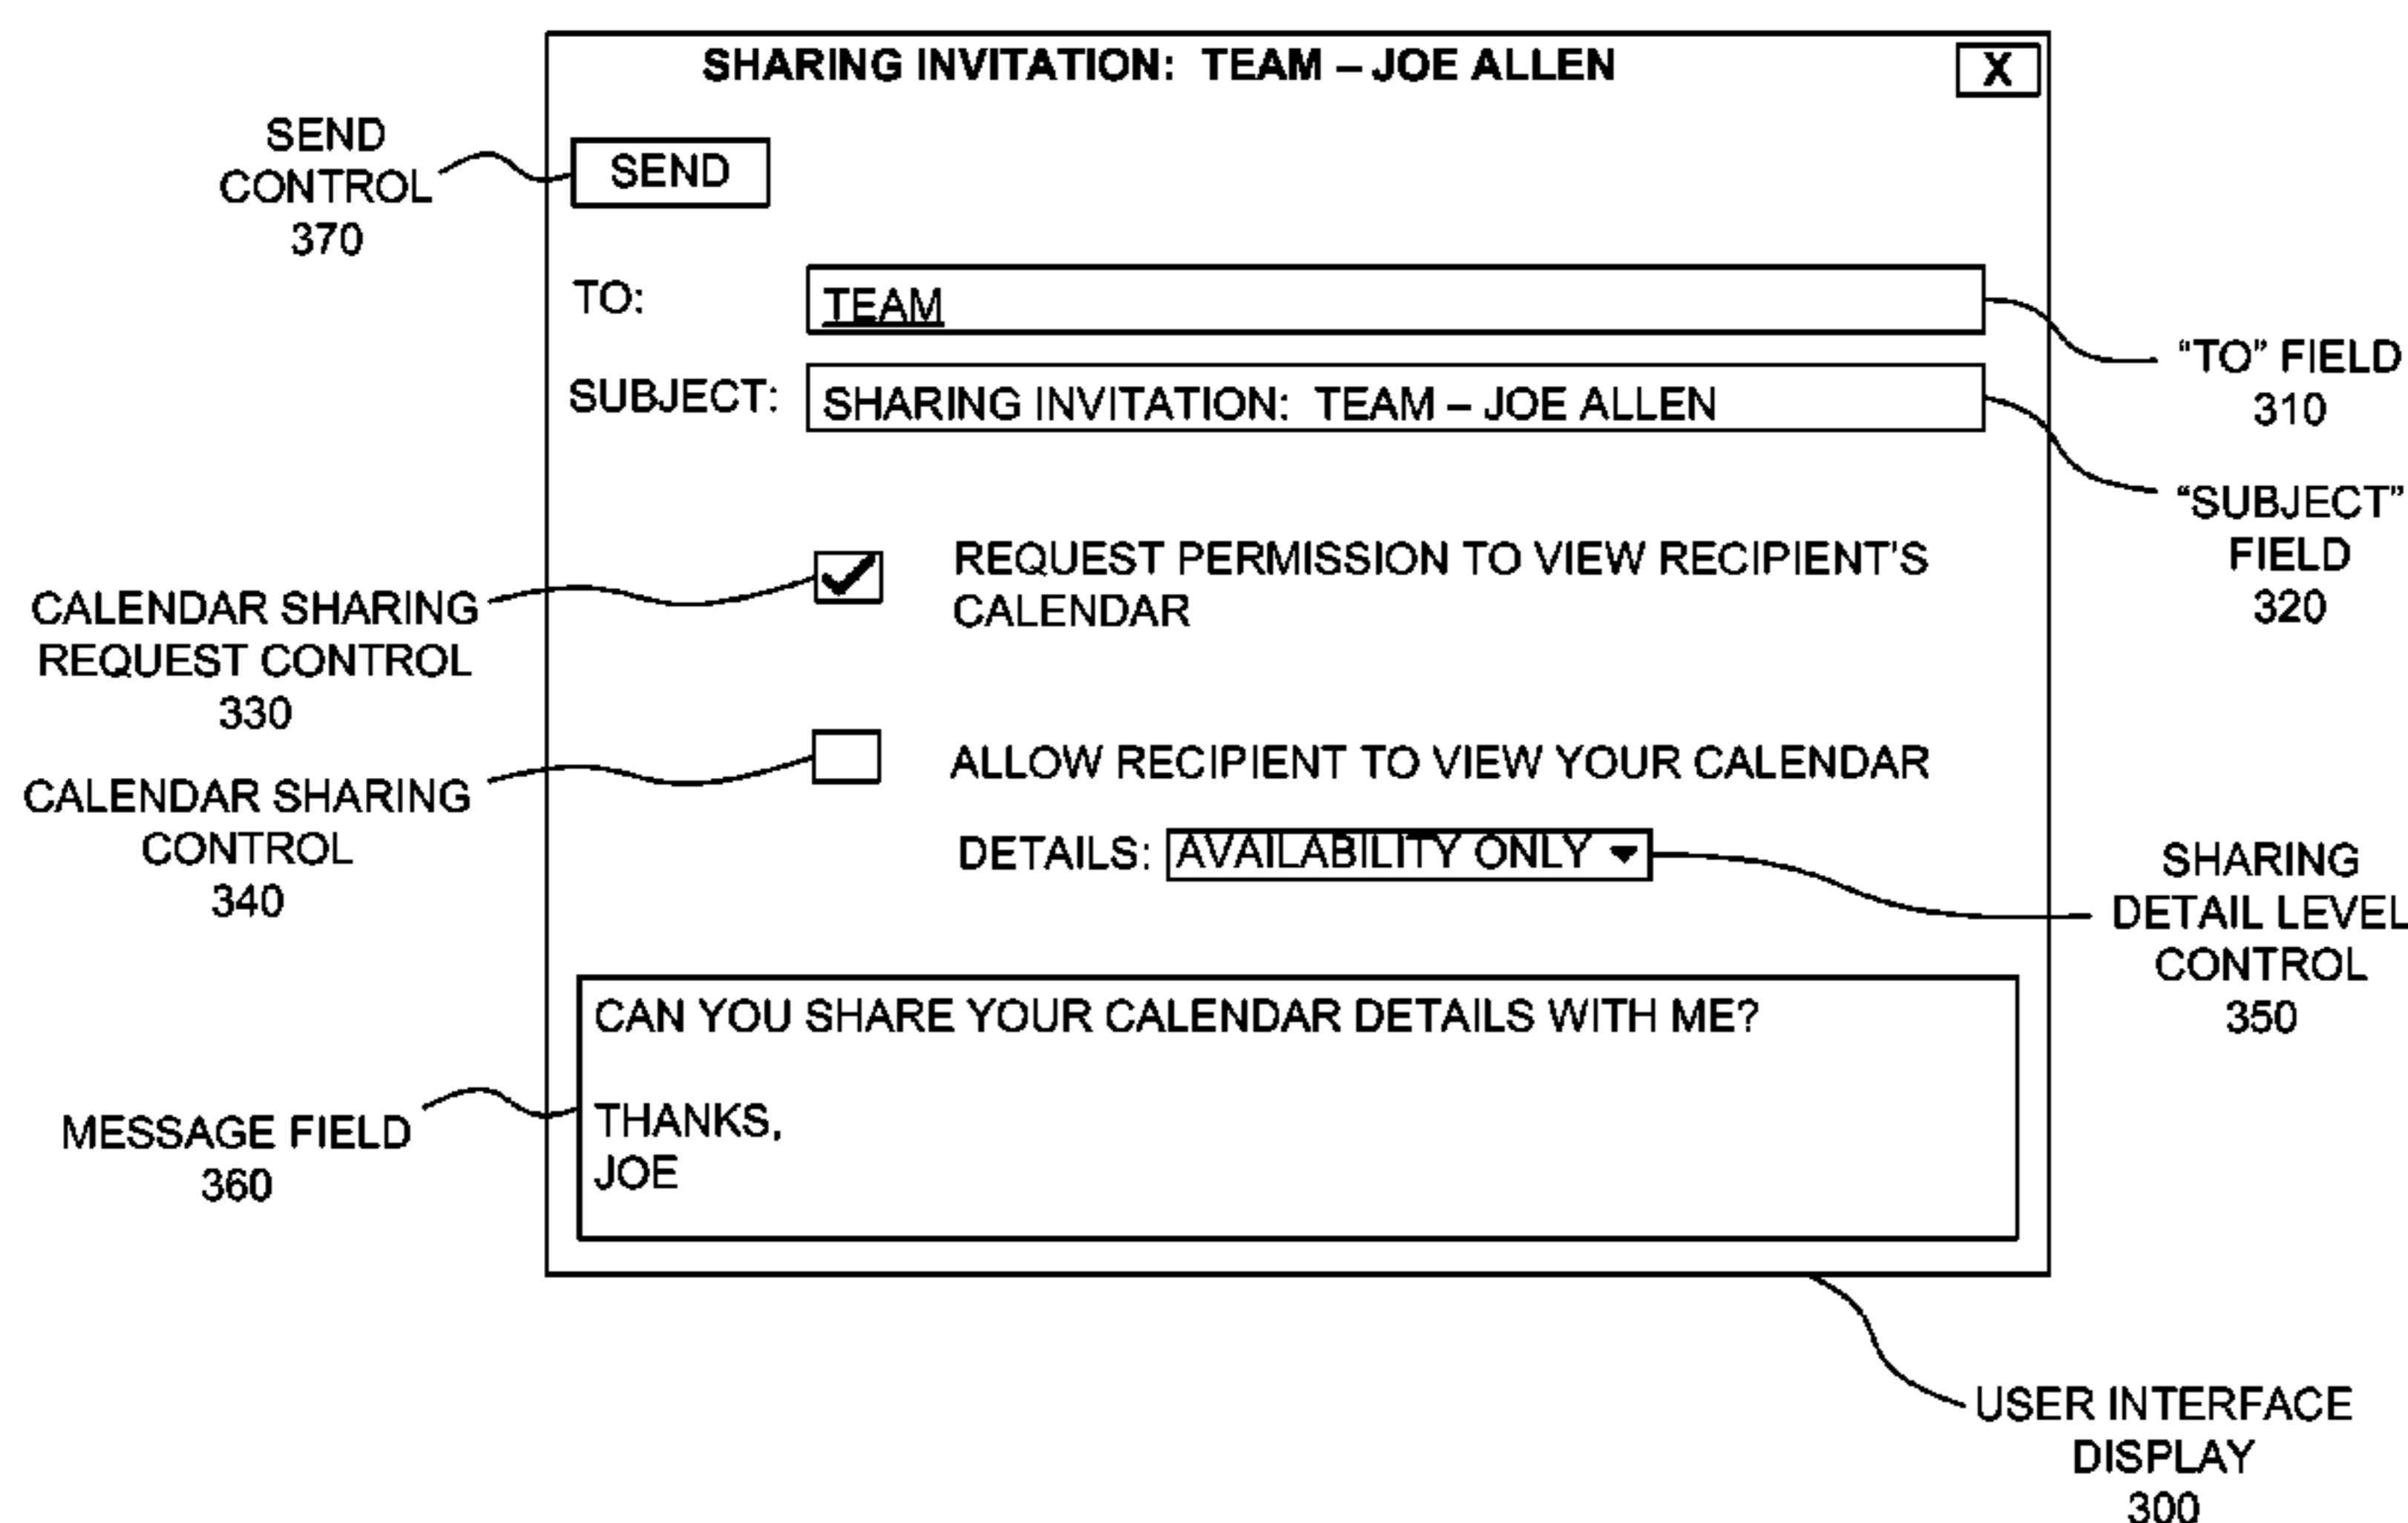 SHARING INVITATION: TEAM – JOE ALLEN
X
SEND
CONTROL
370
SEND
TO:
TEAM
"TO" FIELD
310
SUBJECT:
SHARING INVITATION: TEAM – JOE ALLEN
"SUBJECT"
FIELD
320
CALENDAR SHARING
REQUEST CONTROL
330
REQUEST PERMISSION TO VIEW RECIPIENT'S
CALENDAR
CALENDAR SHARING
CONTROL
340
ALLOW RECIPIENT TO VIEW YOUR CALENDAR
DETAILS:
AVAILABILITY ONLY
SHARING
DETAIL LEVEL
CONTROL
350
MESSAGE FIELD
360
CAN YOU SHARE YOUR CALENDAR DETAILS WITH ME?
THANKS,
JOE
USER INTERFACE
DISPLAY
300